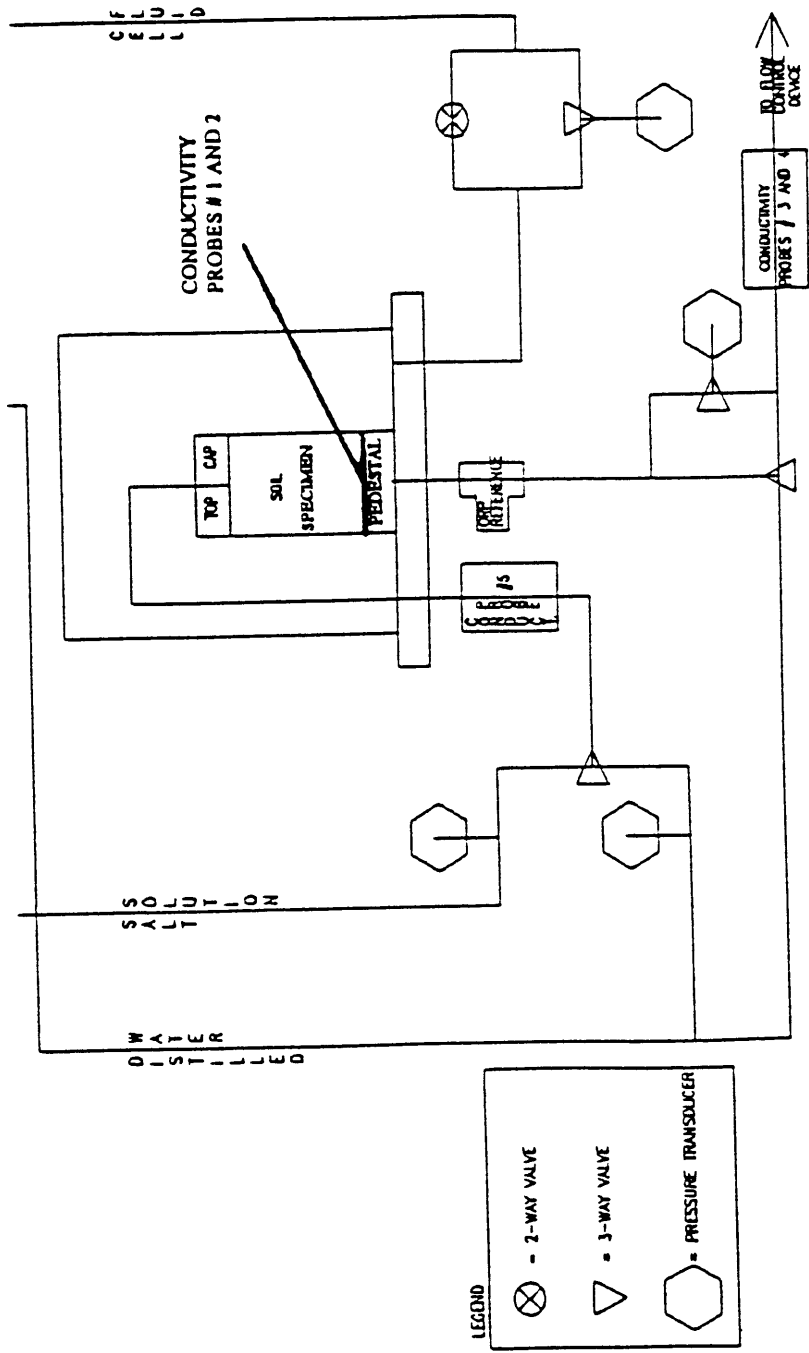 CELL
FLUID
CONDUCTIVITY
PROBES # 1 AND 2
TOP CAP
SOIL
SPECIMEN
PEDESTAL
REFERENCE
#5
CONDUCTIVITY
PROBES # 3 AND 4
TO FLOW
CONTROL
DEVICE
SALT
SOLUTION
DISTILLED
WATER
LEGEND
= 2-WAY VALVE
= 3-WAY VALVE
= PRESSURE TRANSDUCER